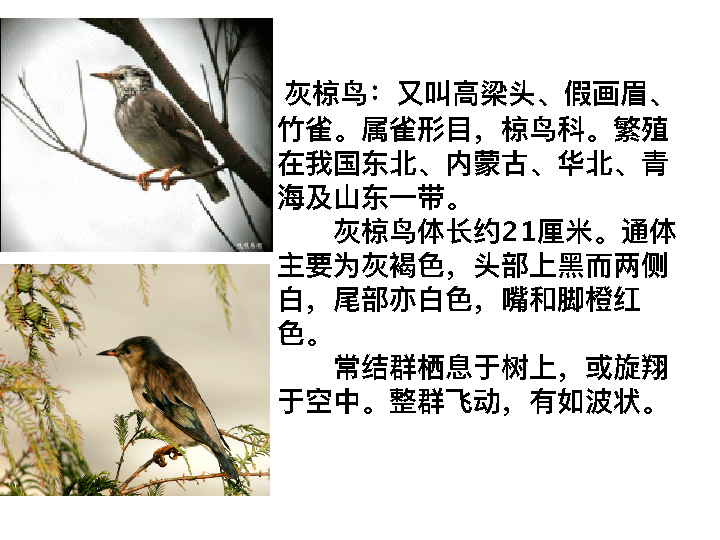 灰椋鸟：又叫高梁头、假画眉、
竹雀。属雀形目，椋鸟科。繁殖
在我国东北、内蒙古、华北、青
海及山东一带。
灰椋鸟体长约21厘米。通体
主要为灰褐色，头部上黑而两侧
白，尾部亦白色，嘴和脚橙红
色。
常结群栖息于树上，或旋翔
于空中。整群飞动，有如波状。